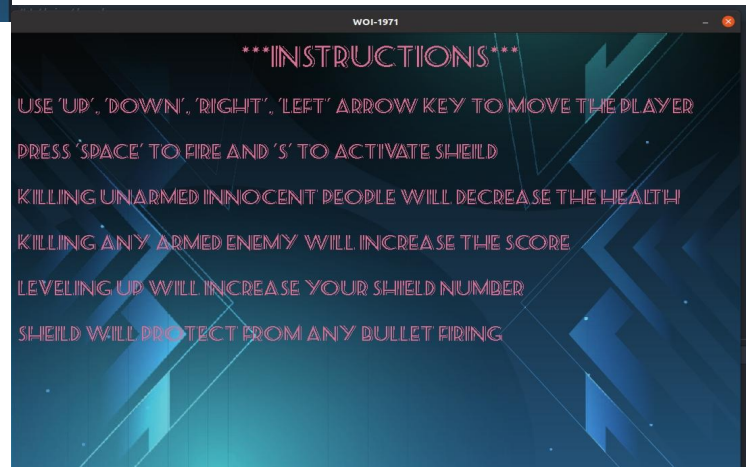 WOI-1971
***INSTRUCTIONS***
USE 'UP', 'DOWN', 'RIGHT', 'LEFT' ARROW KEY TO MOVE THE PLAYER
PRESS 'SPACE' TO FIRE AND 'S' TO ACTIVATE SHEILD
KILLING UNARMED INNOCENT PEOPLE WILL DECREASE THE HEALTH
KILLING ANY ARMED ENEMY WILL INCREASE THE SCORE
LEVELING UP WILL INCREASE YOUR SHIELD NUMBER
SHEILD WILL PROTECT FROM ANY BULLET FIRING